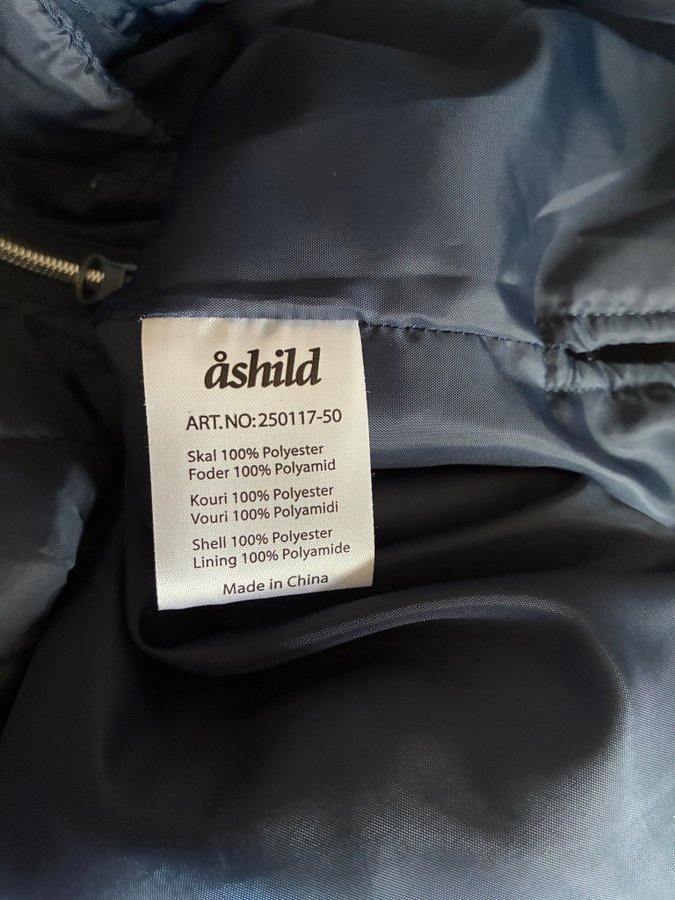 åshild
ART.NO:250117-50
Skal 100% Polyester
Foder 100% Polyamid
Kouri 100% Polyester
Vouri 100% Polyamidi
Shell 100% Polyester
Lining 100% Polyamide
Made in China